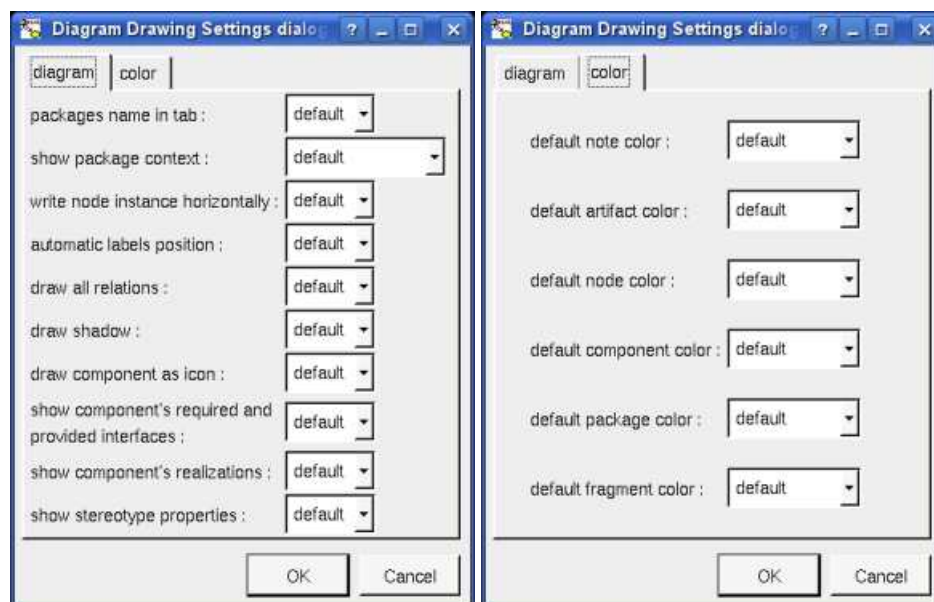 Diagram Drawing Settings dialog ?
diagram color
packages name in tab : default
show package context : default
write node instance horizontally : default
automatic labels position : default
draw all relations : default
draw shadow : default
draw component as icon : default
show component's required and
provided interfaces : default
show component's realizations : default
show stereotype properties : default
OK Cancel
Diagram Drawing Settings dialog ?
diagram color
default note color : default
default artifact color : default
default node color : default
default component color : default
default package color : default
default fragment color : default
OK Cancel